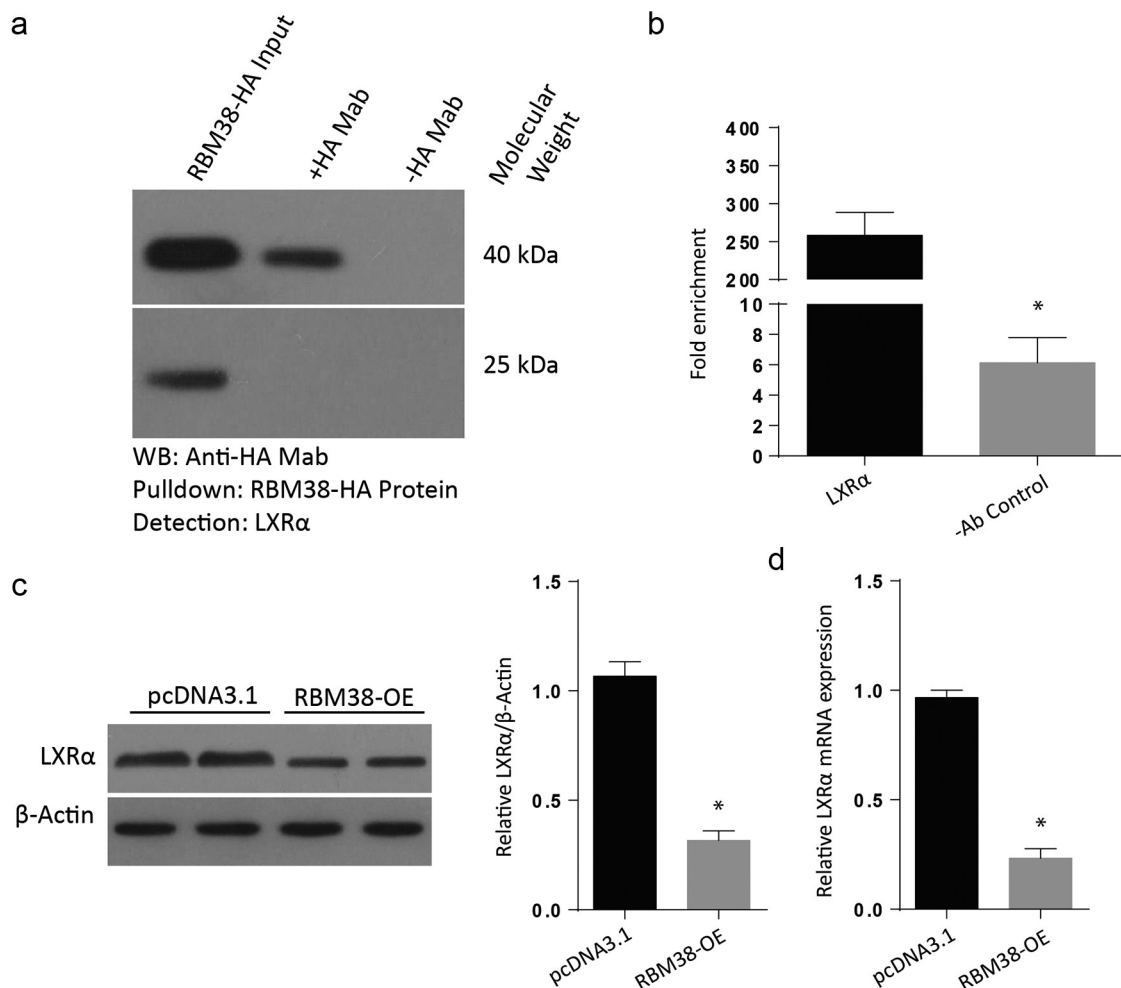 a
RBM38-HA Input
+HA Mab
-HA Mab
Molecular
Weight
40 kDa
25 kDa
WB: Anti-HA Mab
Pulldown: RBM38-HA Protein
Detection: LXRα
b
Fold enrichment
400
350
300
250
200
10
8
6
4
2
0
*
LXRα
-Ab Control
c
pcDNA3.1
RBM38-OE
LXRα
β-Actin
Relative LXRα/β-Actin
1.5
1.0
0.5
0.0
*
pcDNA3.1
RBM38-OE
d
Relative LXRα mRNA expression
1.5
1.0
0.5
0.0
*
pcDNA3.1
RBM38-OE